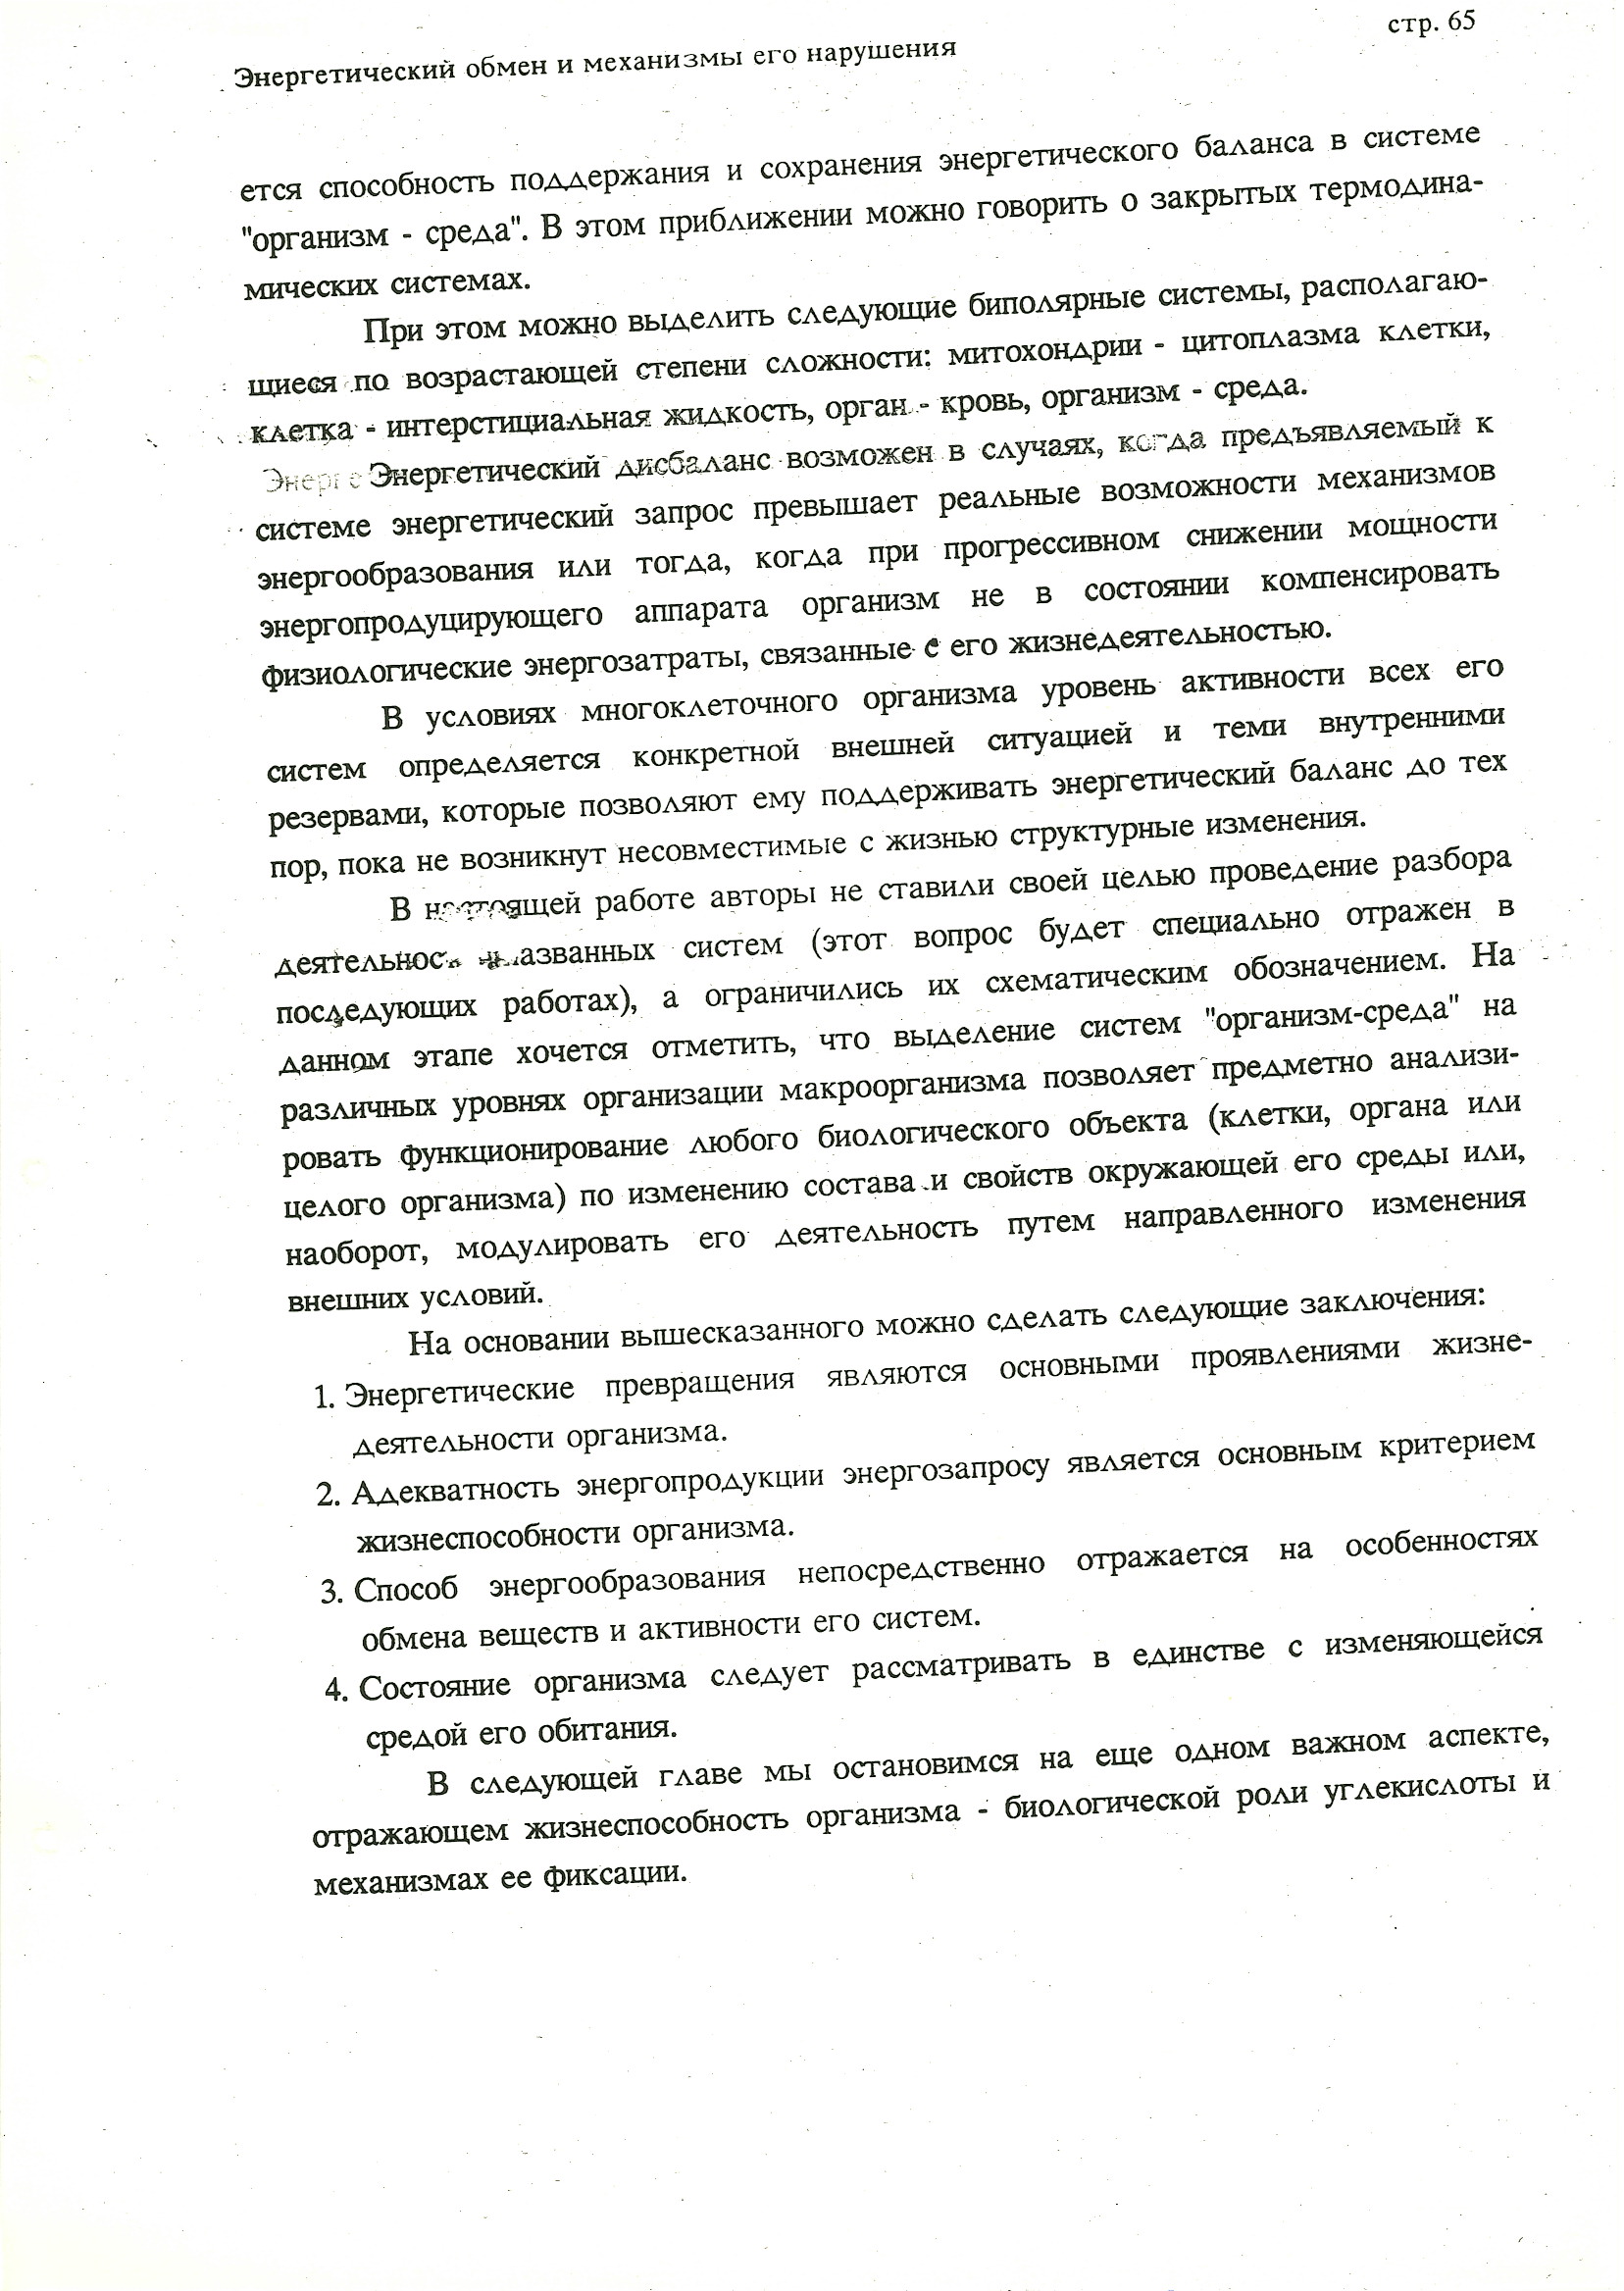 Энергетический обмен и механизмы его нарушения стр. 65
ется способность поддержания и сохранения энергетического баланса в системе
"организм - среда". В этом приближении можно говорить о закрытых термодина-
мических системах.
При этом можно выделить следующие биполярные системы, располагаю-
щиеся по возрастающей степени сложности: митохондрии - цитоплазма клетки,
клетка - интерстициальная жидкость, орган - кровь, организм - среда.
Энергетический дисбаланс возможен в случаях, когда предъявляемый к
системе энергетический запрос превышает реальные возможности механизмов
энергообразования или тогда, когда при прогрессивном снижении мощности
энергопродуцирующего аппарата организм не в состоянии компенсировать
физиологические энергозатраты, связанные с его жизнедеятельностью.
В условиях многоклеточного организма уровень активности всех его
систем определяется конкретной внешней ситуацией и теми внутренними
резервами, которые позволяют ему поддерживать энергетический баланс до тех
пор, пока не возникнут несовместимые с жизнью структурные изменения.
В настоящей работе авторы не ставили своей целью проведение разбора
систем (этот вопрос будет специально отражен в
последующих работах), а ограничились их схематическим обозначением. На
данном этапе хочется отметить, что выделение систем "организм-среда" на
различных уровнях организации макроорганизма позволяет предметно анализи-
ровать функционирование любого биологического объекта (клетки, органа или
целого организма) по изменению состава и свойств окружающей его среды или,
наоборот, модулировать его деятельность путем направленного изменения
внешних условий.
На основании вышесказанного можно сделать следующие заключения:
1. Энергетические превращения являются основными проявлениями жизне-
деятельности организма.
2. Адекватность энергопродукции энергозапросу является основным критерием
жизнеспособности организма.
3. Способ энергообразования непосредственно отражается на особенностях
обмена веществ и активности его систем.
4. Состояние организма следует рассматривать в единстве с изменяющейся
средой его обитания.
В следующей главе мы остановимся на еще одном важном аспекте,
отражающем жизнеспособность организма - биологической роли углекислоты и
механизмах ее фиксации.